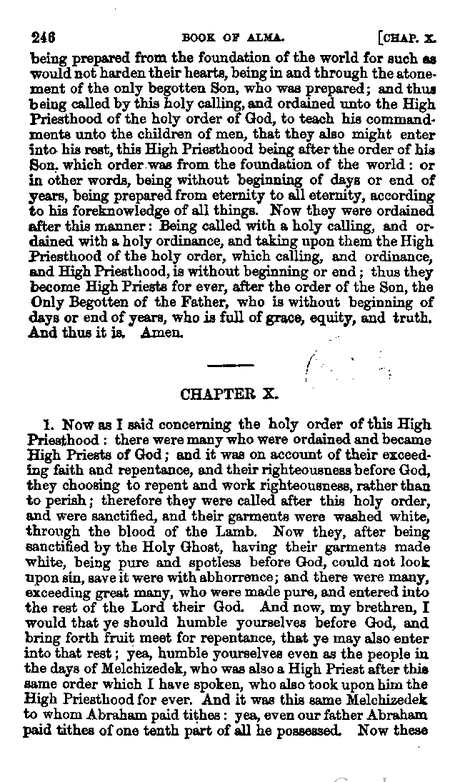 246 BOOK OF ALMA. [CHAP. X.
being prepared from the foundation of the world for such as
would not harden their hearts, being in and through the atone-
ment of the only begotten Son, who was prepared; and thus
being called by this holy calling, and ordained unto the High
Priesthood of the holy order of God, to teach his command-
ments unto the children of men, that they also might enter
into his rest, this High Priesthood being after the order of his
Son, which order was from the foundation of the world: or
in other words, being without beginning of days or end of
years, being prepared from eternity to all eternity, according
to his foreknowledge of all things. Now they were ordained
after this manner: Being called with a holy calling, and or-
dained with a holy ordinance, and taking upon them the High
Priesthood of the holy order, which calling, and ordinance,
and High Priesthood, is without beginning or end; thus they
become High Priests for ever, after the order of the Son, the
Only Begotten of the Father, who is without beginning of
days or end of years, who is full of grace, equity, and truth.
And thus it is. Amen.
CHAPTER X.
1. Now as I said concerning the holy order of this High
Priesthood: there were many who were ordained and became
High Priests of God; and it was on account of their exceed-
ing faith and repentance, and their righteousness before God,
they choosing to repent and work righteousness, rather than
to perish; therefore they were called after this holy order,
and were sanctified, and their garments were washed white,
through the blood of the Lamb. Now they, after being
sanctified by the Holy Ghost, having their garments made
white, being pure and spotless before God, could not look
upon sin, save it were with abhorrence; and there were many,
exceeding great many, who were made pure, and entered into
the rest of the Lord their God. And now, my brethren, I
would that ye should humble yourselves before God, and
bring forth fruit meet for repentance, that ye may also enter
into that rest; yea, humble yourselves even as the people in
the days of Melchizedek, who was also a High Priest after this
same order which I have spoken, who also took upon him the
High Priesthood for ever. And it was this same Melchizedek
to whom Abraham paid tithes: yea, even our father Abraham
paid tithes of one tenth part of all he possessed. Now these